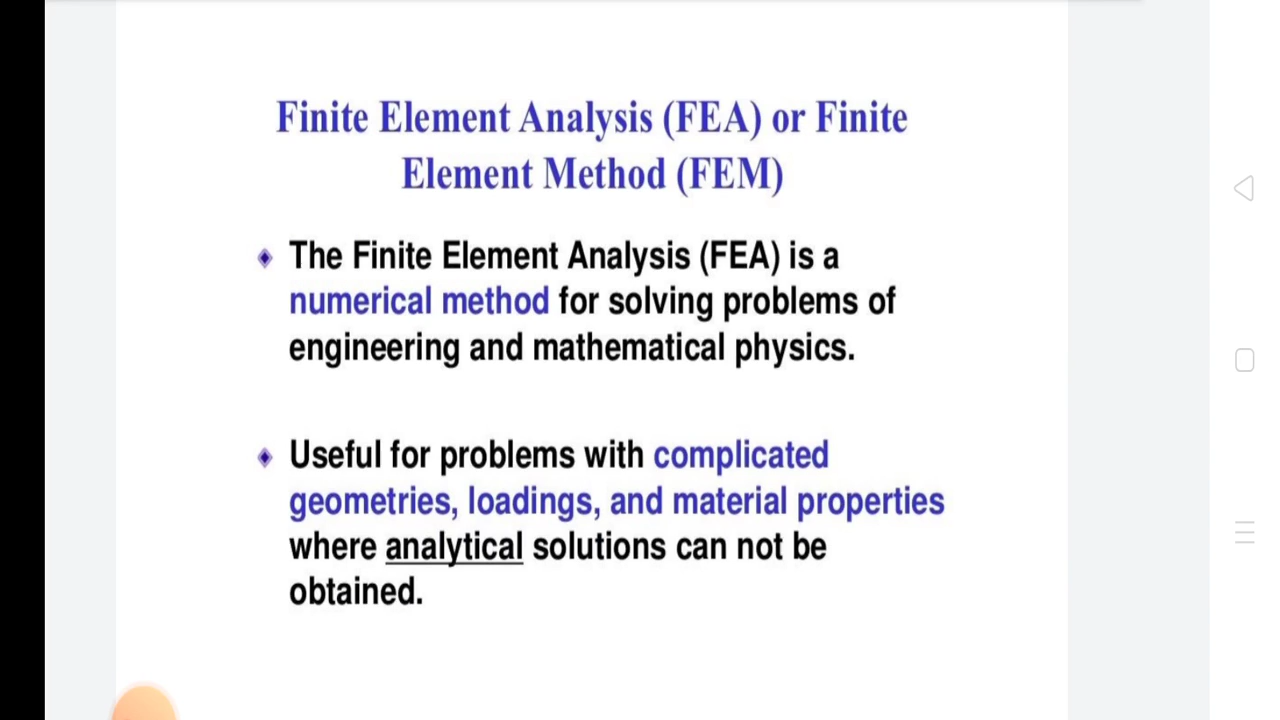 Finite Element Analysis (FEA) or Finite
Element Method (FEM)
The Finite Element Analysis (FEA) is a
numerical method for solving problems of
engineering and mathematical physics.
Useful for problems with complicated
geometries, loadings, and material properties
where analytical solutions can not be
obtained.